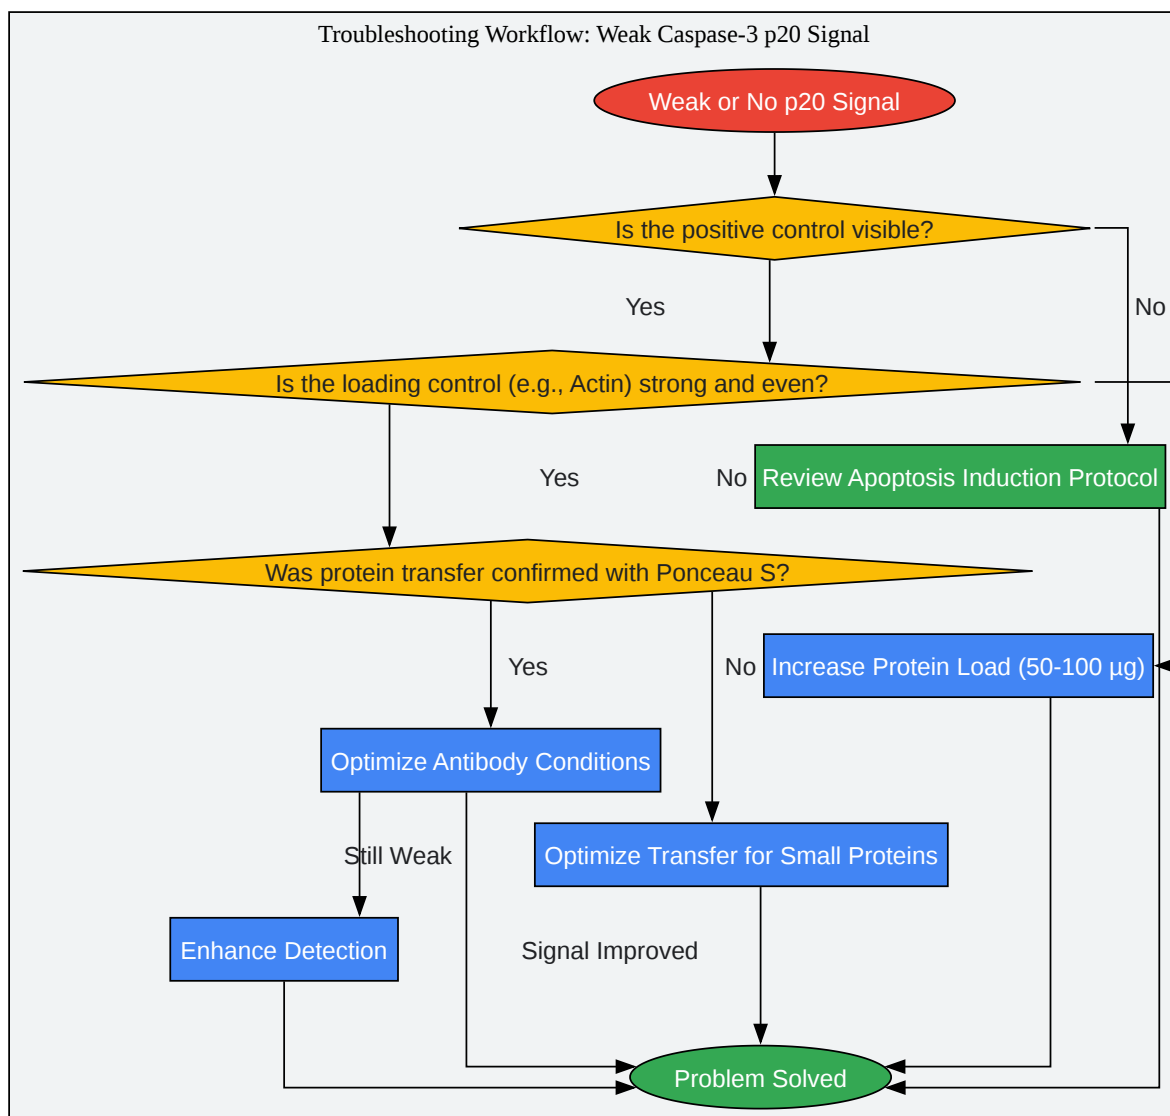 Troubleshooting Workflow: Weak Caspase-3 p20 Signal
Weak or No p20 Signal
Is the positive control visible?
Yes
No
Is the loading control (e.g., Actin) strong and even?
Yes
No
Review Apoptosis Induction Protocol
Was protein transfer confirmed with Ponceau S?
Yes
No
Increase Protein Load (50-100 µg)
Optimize Antibody Conditions
Still Weak
Optimize Transfer for Small Proteins
Enhance Detection
Signal Improved
Problem Solved